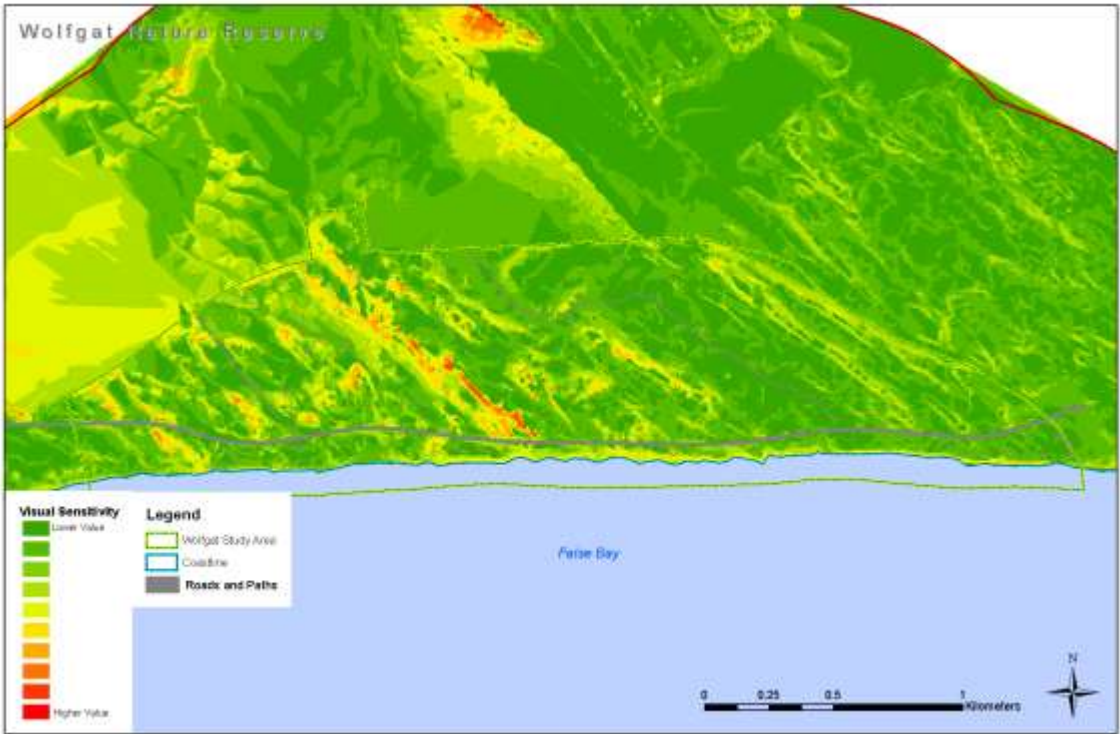 Wolfgat Nature Reserve
Visual Sensitivity
Lower Value
Higher Value
Legend
Wolfgat Study Area
Coastline
Roads and Paths
False Bay
N
0 0.25 0.5 1
Kilometers